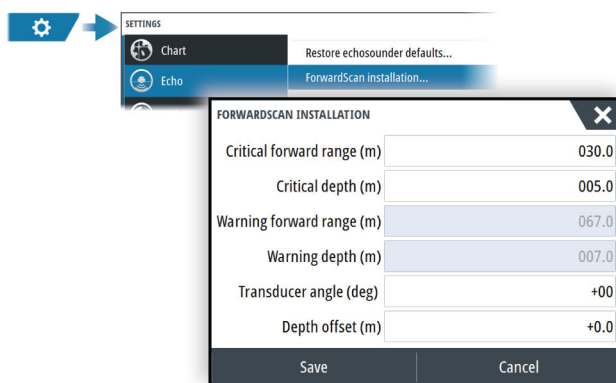 SETTINGS
Chart
Restore echosounder defaults...
Echo
ForwardScan installation...
FORWARDSCAN INSTALLATION
Critical forward range (m) 030.0
Critical depth (m) 005.0
Warning forward range (m) 067.0
Warning depth (m) 007.0
Transducer angle (deg) +00
Depth offset (m) +0.0
Save Cancel